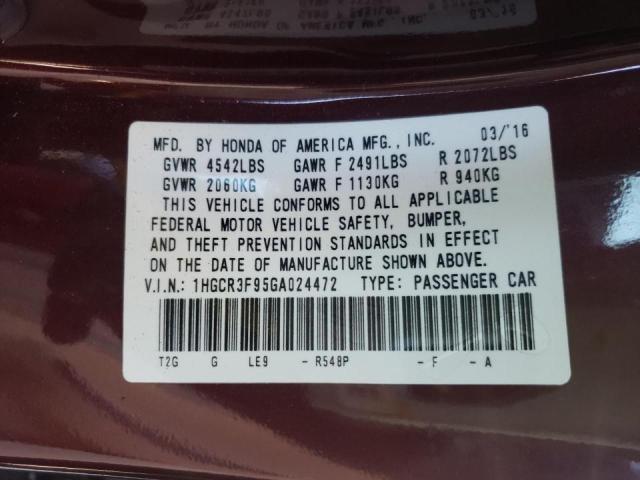 MFD. BY HONDA OF AMERICA MFG., INC. 03/'16
GVWR 4542LBS GAWR F 2491LBS R 2072LBS
GVWR 2060KG GAWR F 1130KG R 940KG
THIS VEHICLE CONFORMS TO ALL APPLICABLE
FEDERAL MOTOR VEHICLE SAFETY, BUMPER,
AND THEFT PREVENTION STANDARDS IN EFFECT
ON THE DATE OF MANUFACTURE SHOWN ABOVE.
V.I.N.: 1HGCR3F95GA024472 TYPE: PASSENGER CAR
T2G G LE9 - R548P - F - A